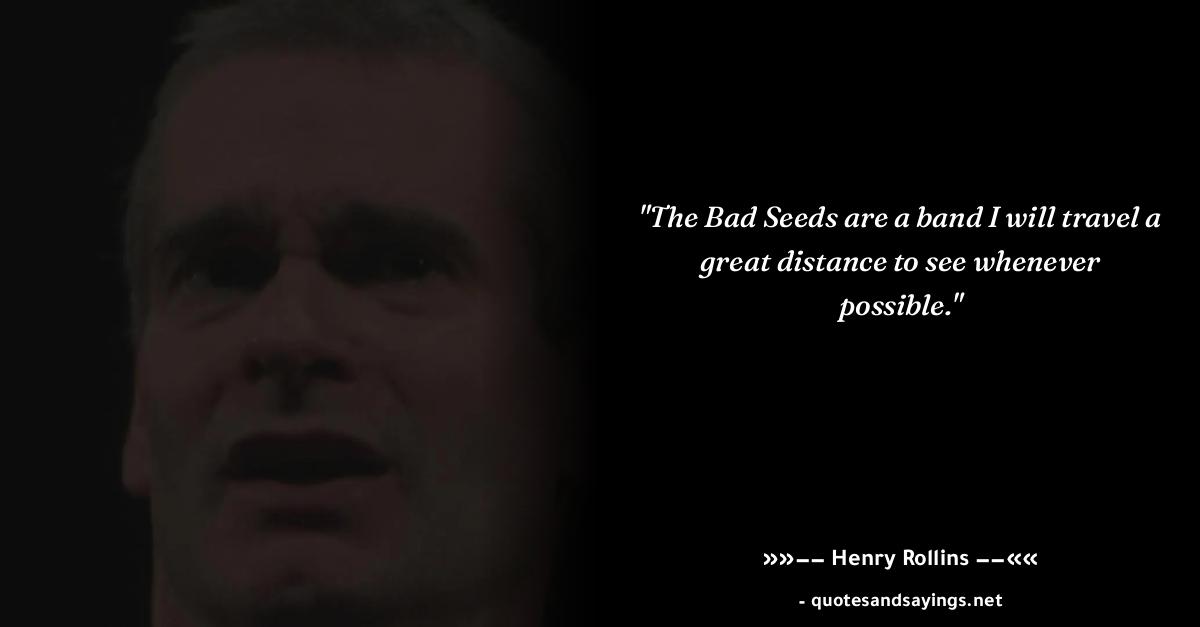 "The Bad Seeds are a band I will travel a
great distance to see whenever
possible."
»»−− Henry Rollins −−««
- quotesandsayings.net